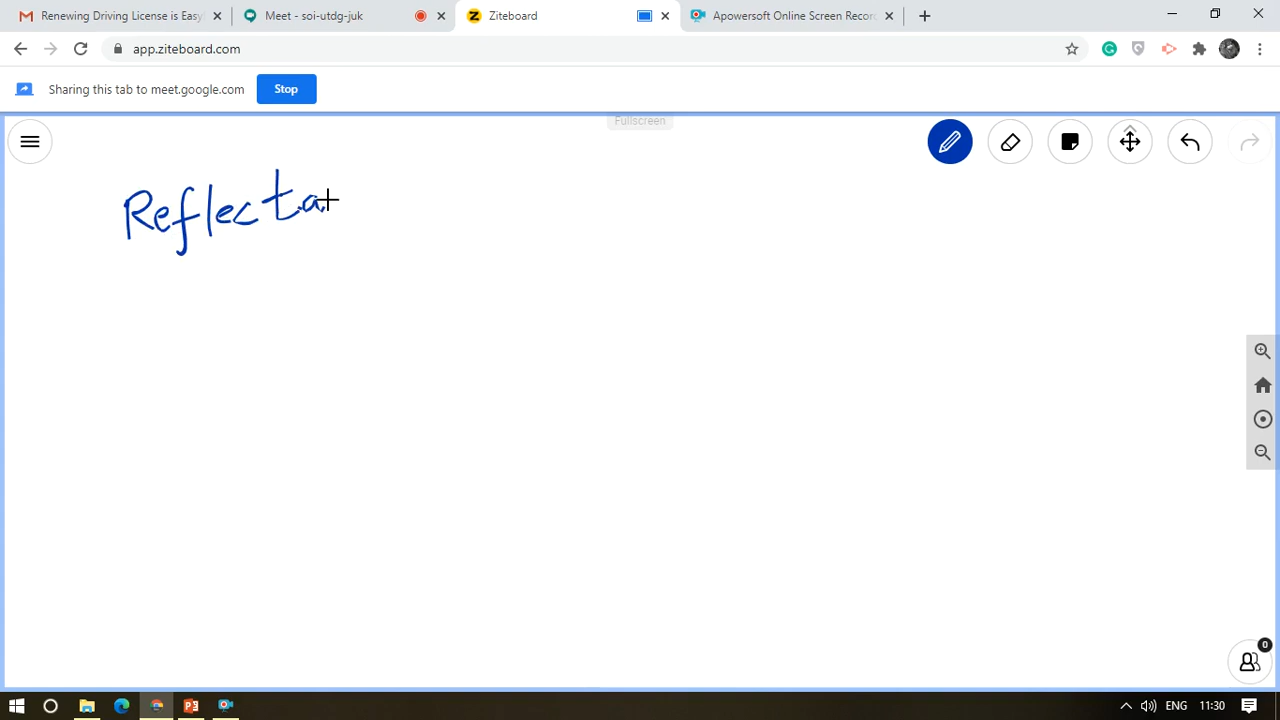 Renewing Driving License is Easy
Meet - soi-utdg-juk
Ziteboard
Apowersoft Online Screen Recor
app.ziteboard.com
Sharing this tab to meet.google.com
Stop
Fullscreen
Reflecta
0
ENG
11:30